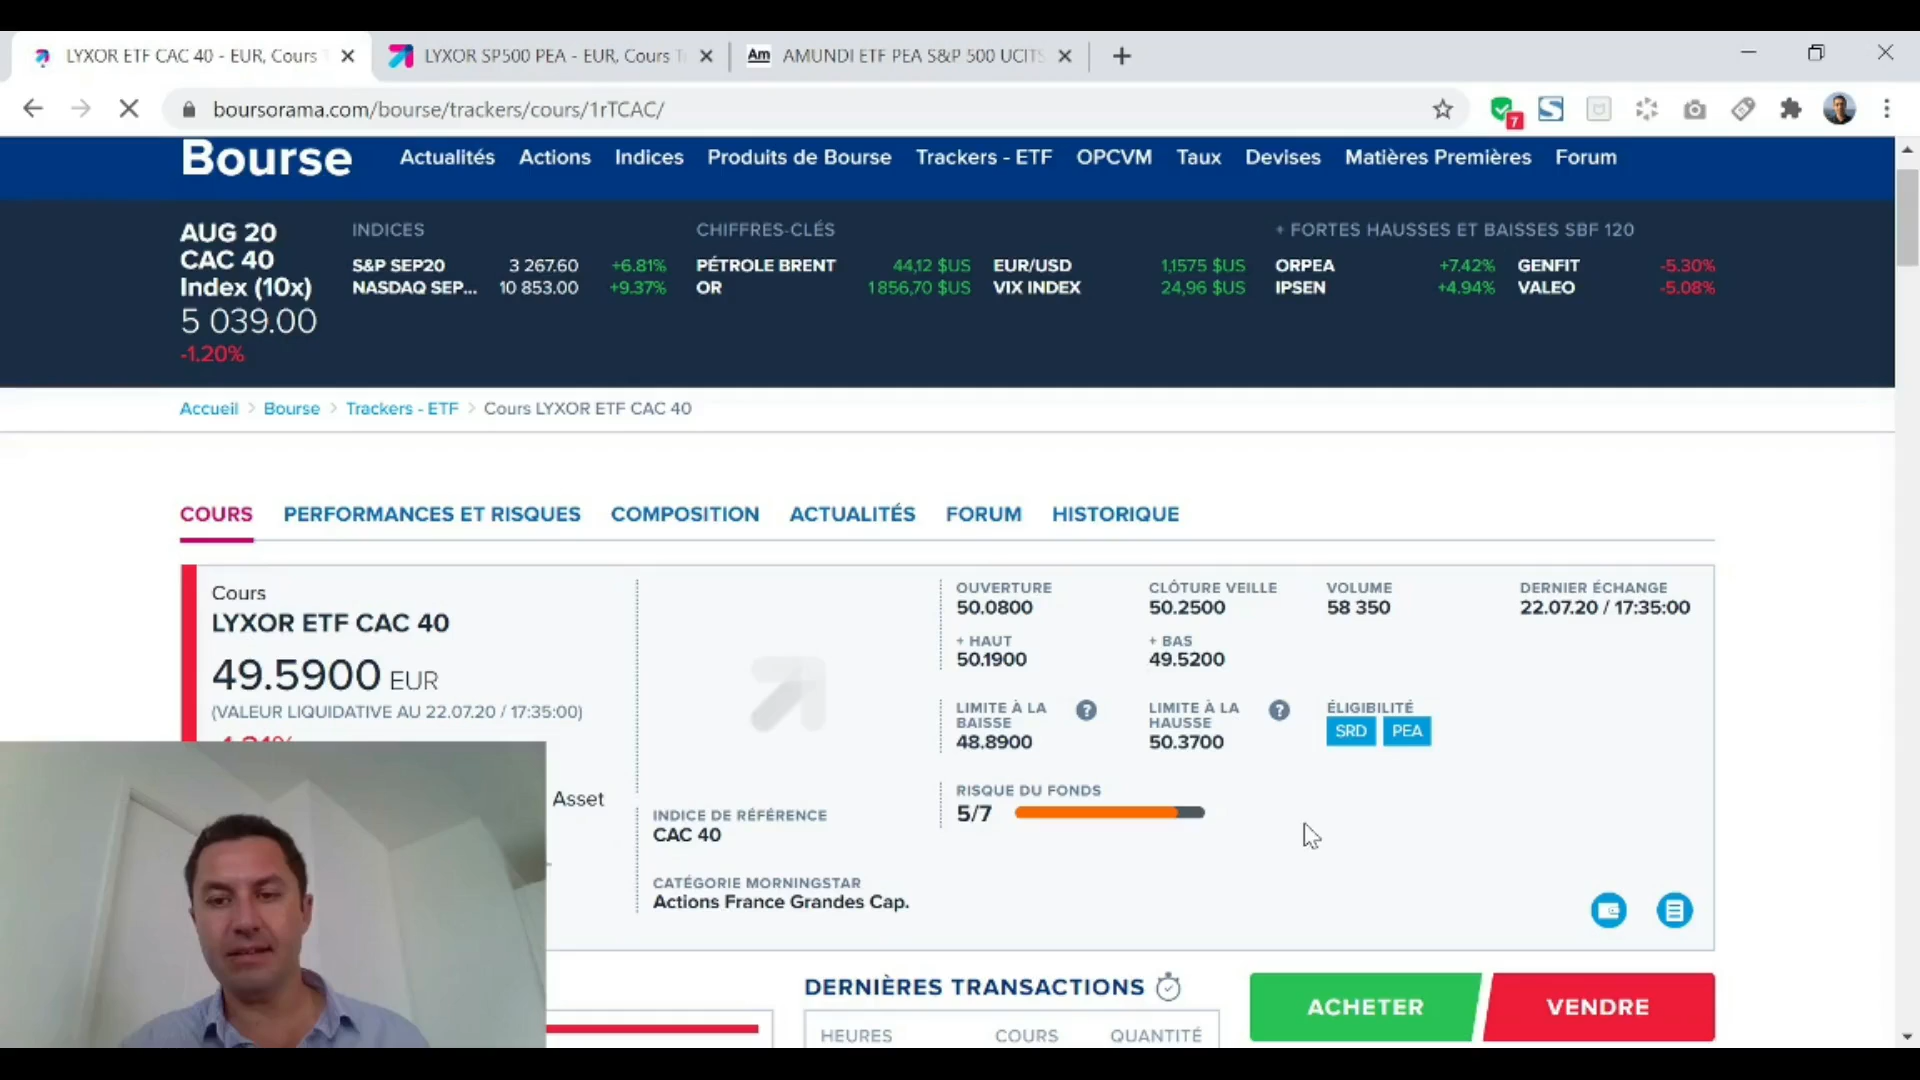 LYXOR ETF CAC 40 - EUR, Cours
LYXOR SP500 PEA - EUR, Cours
Am AMUNDI ETF PEA S&P 500 UCITS
boursorama.com/bourse/trackers/cours/1rTCAC/
7
Bourse Actualités Actions Indices Produits de Bourse Trackers - ETF OPCVM Taux Devises Matières Premières Forum
AUG 20
CAC 40
Index (10x)
5 039.00
-1.20%
INDICES
S&P SEP20 3 267.60 +6.81%
NASDAQ SEP... 10 853.00 +9.37%
CHIFFRES-CLÉS
PÉTROLE BRENT 44,12 $US EUR/USD 1,1575 $US
OR 1 856,70 $US VIX INDEX 24,96 $US
+ FORTES HAUSSES ET BAISSES SBF 120
ORPEA +7.42% GENFIT -5.30%
IPSEN +4.94% VALEO -5.08%
Accueil > Bourse > Trackers - ETF > Cours LYXOR ETF CAC 40
COURS PERFORMANCES ET RISQUES COMPOSITION ACTUALITÉS FORUM HISTORIQUE
Cours
LYXOR ETF CAC 40
49.5900 EUR
(VALEUR LIQUIDATIVE AU 22.07.20 / 17:35:00)
Asset
INDICE DE RÉFÉRENCE
CAC 40
CATÉGORIE MORNINGSTAR
Actions France Grandes Cap.
OUVERTURE
50.0800
CLÔTURE VEILLE
50.2500
VOLUME
58 350
DERNIER ÉCHANGE
22.07.20 / 17:35:00
+ HAUT
50.1900
+ BAS
49.5200
LIMITE À LA
BAISSE
?
48.8900
LIMITE À LA
HAUSSE
?
50.3700
ÉLIGIBILITÉ
SRD PEA
RISQUE DU FONDS
5/7
DERNIÈRES TRANSACTIONS
HEURES COURS QUANTITÉ
ACHETER VENDRE